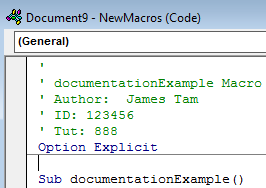 Document9 - NewMacros (Code)
(General)
'
' documentationExample Macro
' Author:  James Tam
' ID: 123456
' Tut: 888
Option Explicit
Sub documentationExample()